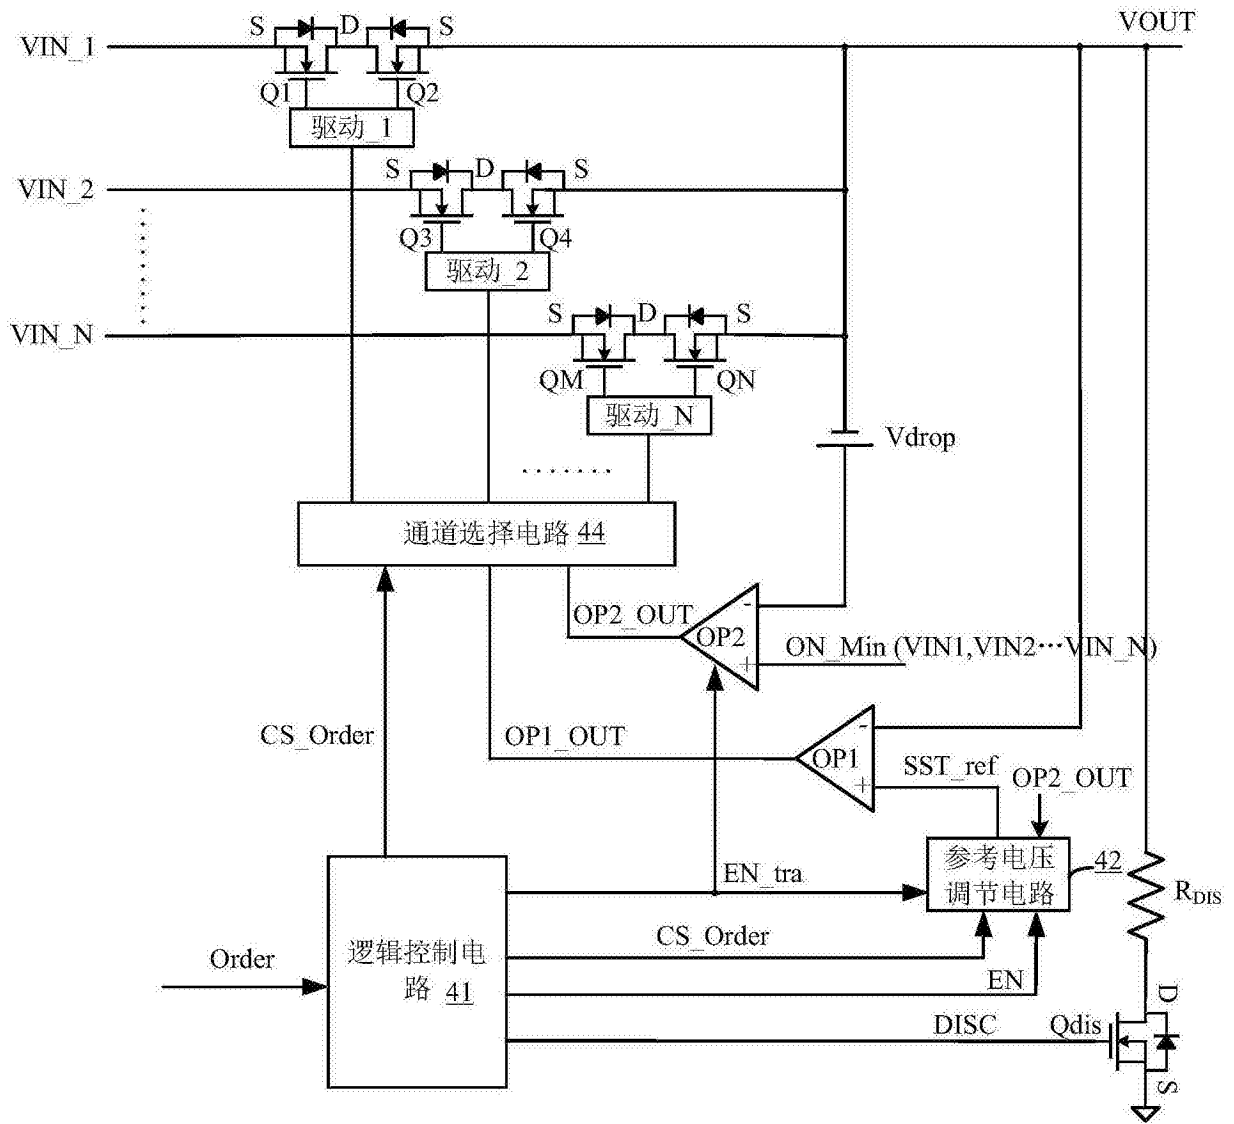 VOUT
S D S
VIN_1
Q1 Q2
驱动_1
S D S
VIN_2
Q3 Q4
驱动_2
S D S
VIN_N
QM QN
驱动_N
Vdrop
通道选择电路 44
OP2_OUT
OP2
-
+
ON_Min (VIN1,VIN2…VIN_N)
CS_Order
OP1_OUT
OP1
-
+
SST_ref
OP2_OUT
参考电压
调节电路
42
RDIS
EN_tra
CS_Order
Order
逻辑控制电
路 41
EN
DISC
Qdis
D
S